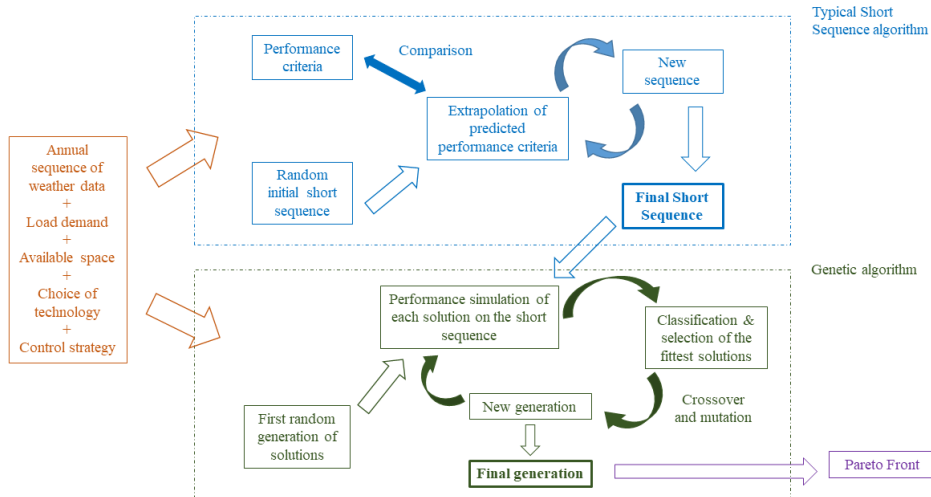 Typical Short
Sequence algorithm
Performance
criteria
Comparison
New
sequence
Extrapolation of
predicted
performance criteria
Annual
sequence of
weather data
+
Load demand
+
Available space
+
Choice of
technology
+
Control strategy
Random
initial short
sequence
Final Short
Sequence
Genetic algorithm
Performance simulation of
each solution on the short
sequence
Classification &
selection of the
fittest solutions
First random
generation of
solutions
New generation
Crossover
and mutation
Final generation
Pareto Front